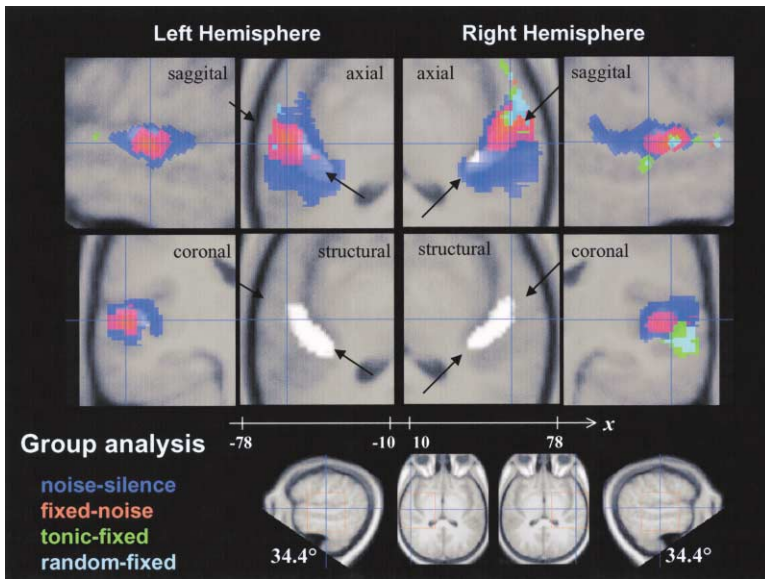 Left Hemisphere
Right Hemisphere
saggital
axial
axial
saggital
coronal
structural
structural
coronal
-78
-10
10
78
x
Group analysis
noise-silence
fixed-noise
tonic-fixed
random-fixed
34.4°
34.4°